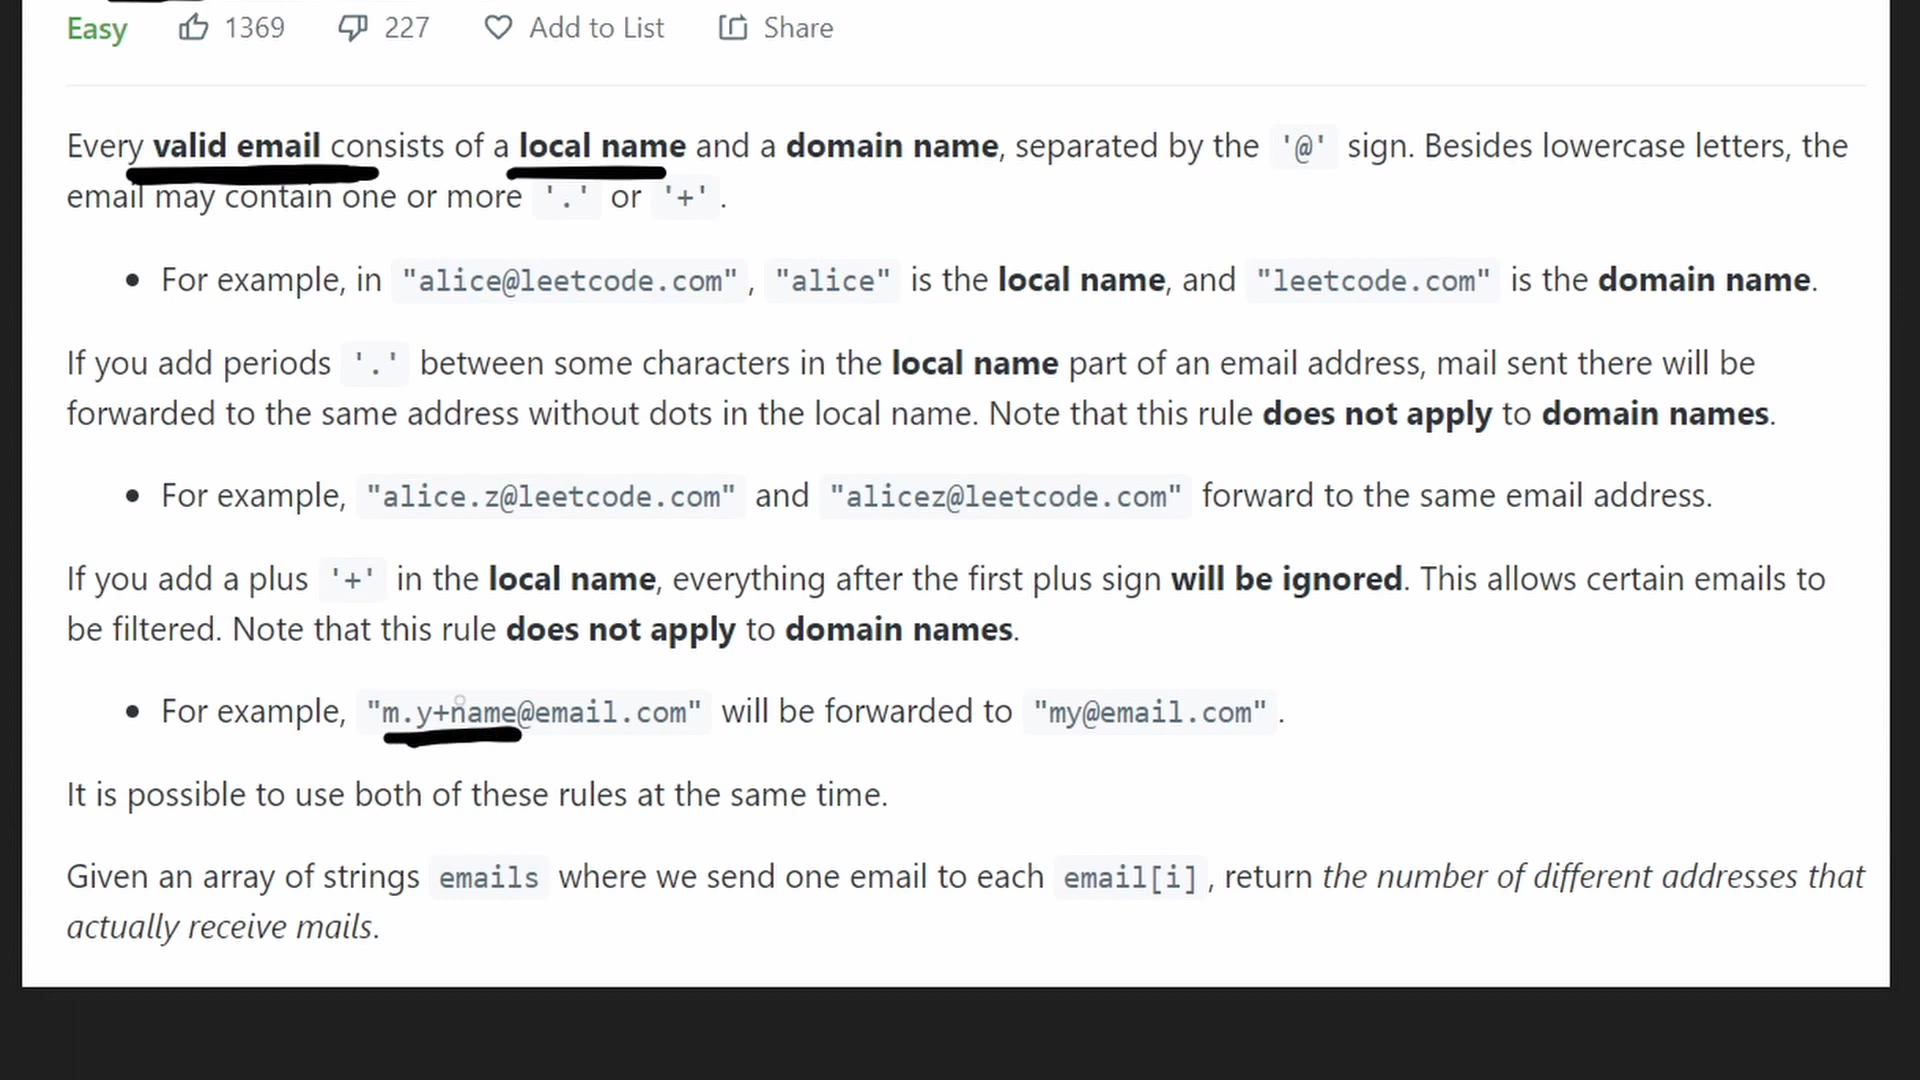 Easy 1369 227 Add to List Share
Every valid email consists of a local name and a domain name, separated by the '@' sign. Besides lowercase letters, the
email may contain one or more '.' or '+'.
• For example, in "alice@leetcode.com", "alice" is the local name, and "leetcode.com" is the domain name.
If you add periods '.' between some characters in the local name part of an email address, mail sent there will be
forwarded to the same address without dots in the local name. Note that this rule does not apply to domain names.
• For example, "alice.z@leetcode.com" and "alicez@leetcode.com" forward to the same email address.
If you add a plus '+' in the local name, everything after the first plus sign will be ignored. This allows certain emails to
be filtered. Note that this rule does not apply to domain names.
• For example, "m.y+name@email.com" will be forwarded to "my@email.com".
It is possible to use both of these rules at the same time.
Given an array of strings emails where we send one email to each email[i], return the number of different addresses that
actually receive mails.